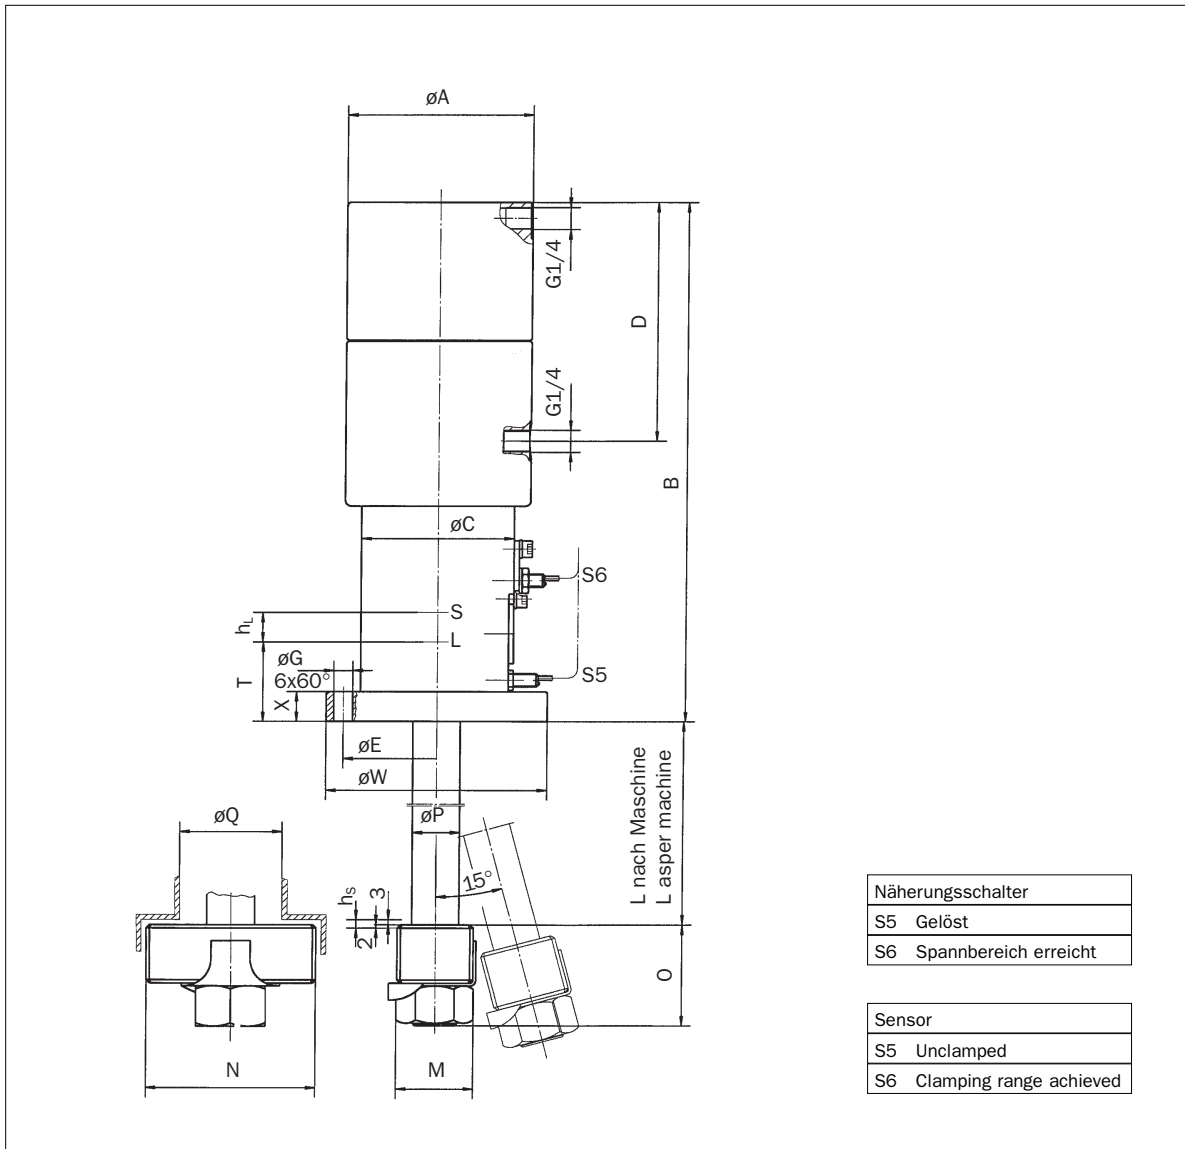 øA
G1/4
D
G1/4
B
øC
S6
S
hL
L
øG
6x60°
T
X
S5
øE
øW
L nach Maschine
L asper machine
øQ
øP
15°
hS
3
2
O
N
M
Näherungsschalter
S5 Gelöst
S6 Spannbereich erreicht
Sensor
S5 Unclamped
S6 Clamping range achieved